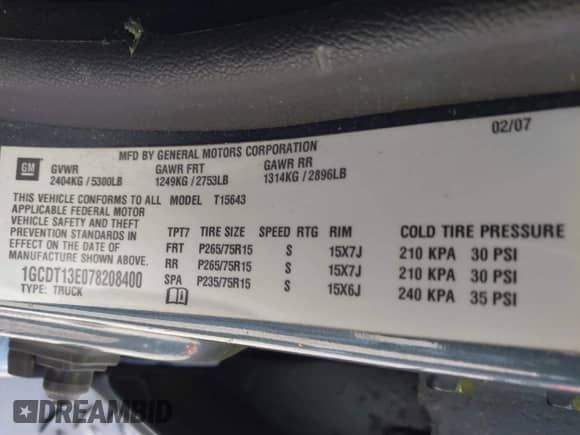 02/07
MFD BY GENERAL MOTORS CORPORATION
GM GVWR GAWR FRT GAWR RR
2404KG / 5300LB 1249KG / 2753LB 1314KG / 2896LB
THIS VEHICLE CONFORMS TO ALL MODEL T15643
APPLICABLE FEDERAL MOTOR
VEHICLE SAFETY AND THEFT
PREVENTION STANDARDS IN
EFFECT ON THE DATE OF
MANUFACTURE SHOWN ABOVE.
1GCDT13E078208400
TYPE: TRUCK
TPT7 TIRE SIZE SPEED RTG RIM COLD TIRE PRESSURE
FRT P265/75R15 S 15X7J 210 KPA 30 PSI
RR P265/75R15 S 15X7J 210 KPA 30 PSI
SPA P235/75R15 S 15X6J 240 KPA 35 PSI
DREAMBID